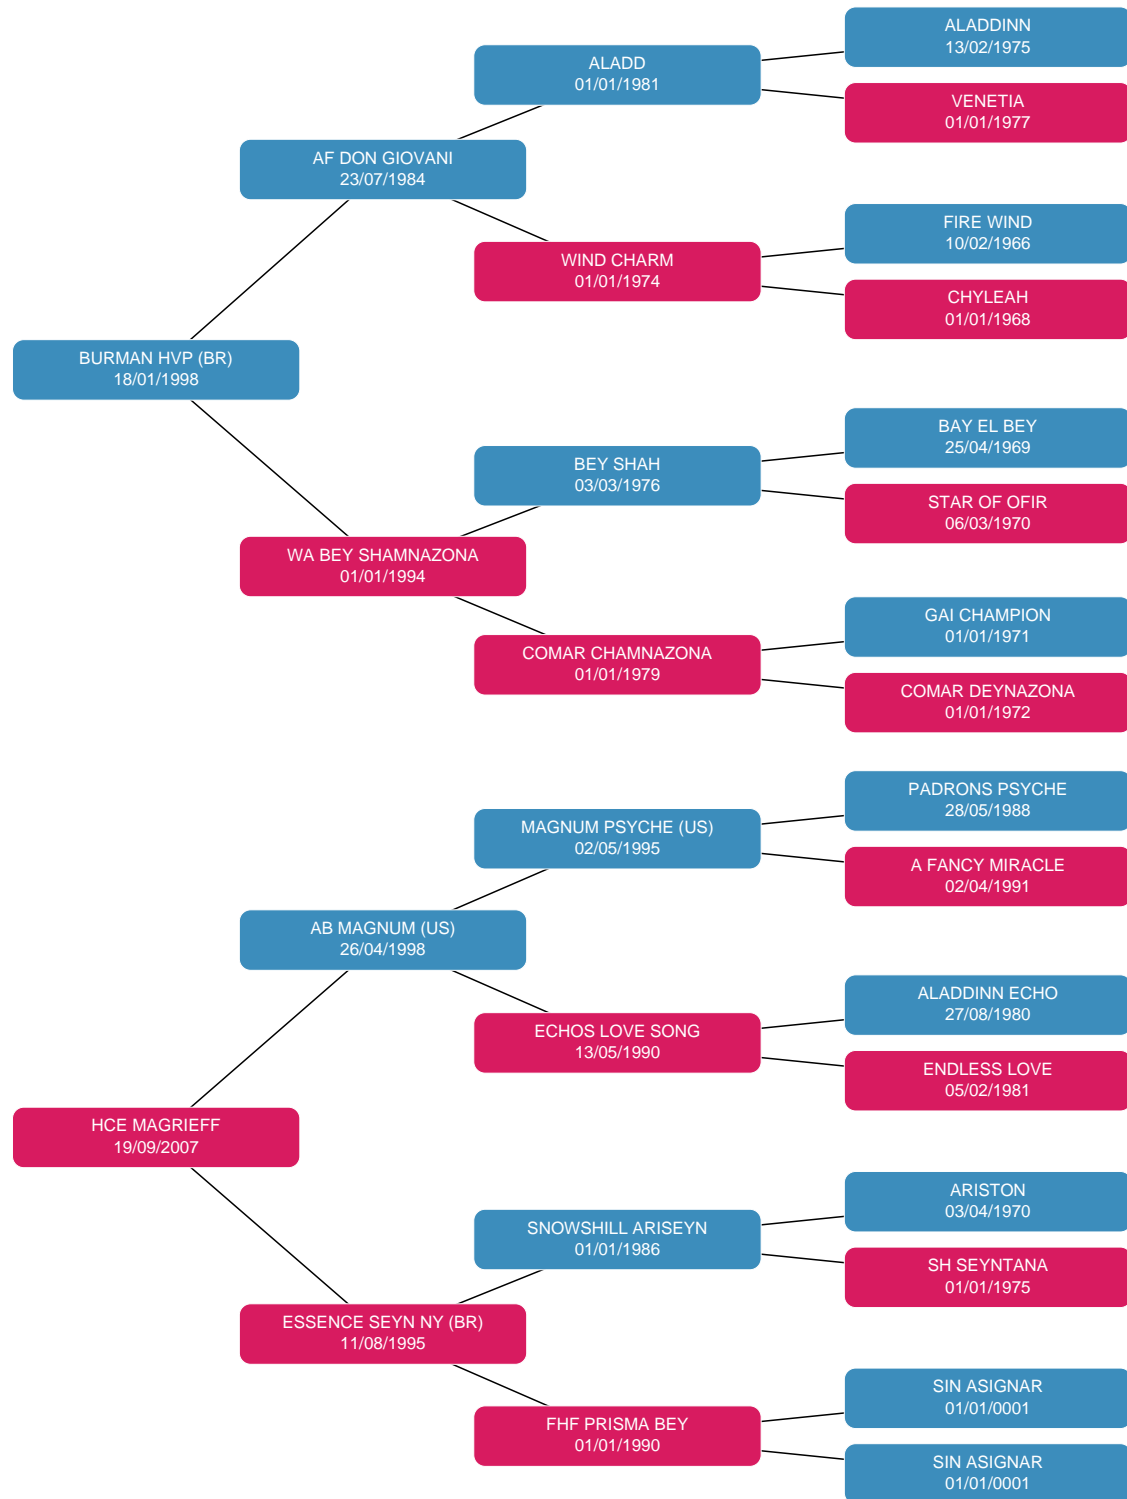 ALADDINN
13/02/1975
ALADD
01/01/1981
VENETIA
01/01/1977
AF DON GIOVANI
23/07/1984
FIRE WIND
10/02/1966
WIND CHARM
01/01/1974
CHYLEAH
01/01/1968
BURMAN HVP (BR)
18/01/1998
BAY EL BEY
25/04/1969
BEY SHAH
03/03/1976
STAR OF OFIR
06/03/1970
WA BEY SHAMNAZONA
01/01/1994
GAI CHAMPION
01/01/1971
COMAR CHAMNAZONA
01/01/1979
COMAR DEYNAZONA
01/01/1972
PADRONS PSYCHE
28/05/1988
MAGNUM PSYCHE (US)
02/05/1995
A FANCY MIRACLE
02/04/1991
AB MAGNUM (US)
26/04/1998
ALADDINN ECHO
27/08/1980
ECHOS LOVE SONG
13/05/1990
ENDLESS LOVE
05/02/1981
HCE MAGRIEFF
19/09/2007
ARISTON
03/04/1970
SNOWSHILL ARISEYN
01/01/1986
SH SEYNTANA
01/01/1975
ESSENCE SEYN NY (BR)
11/08/1995
SIN ASIGNAR
01/01/0001
FHF PRISMA BEY
01/01/1990
SIN ASIGNAR
01/01/0001